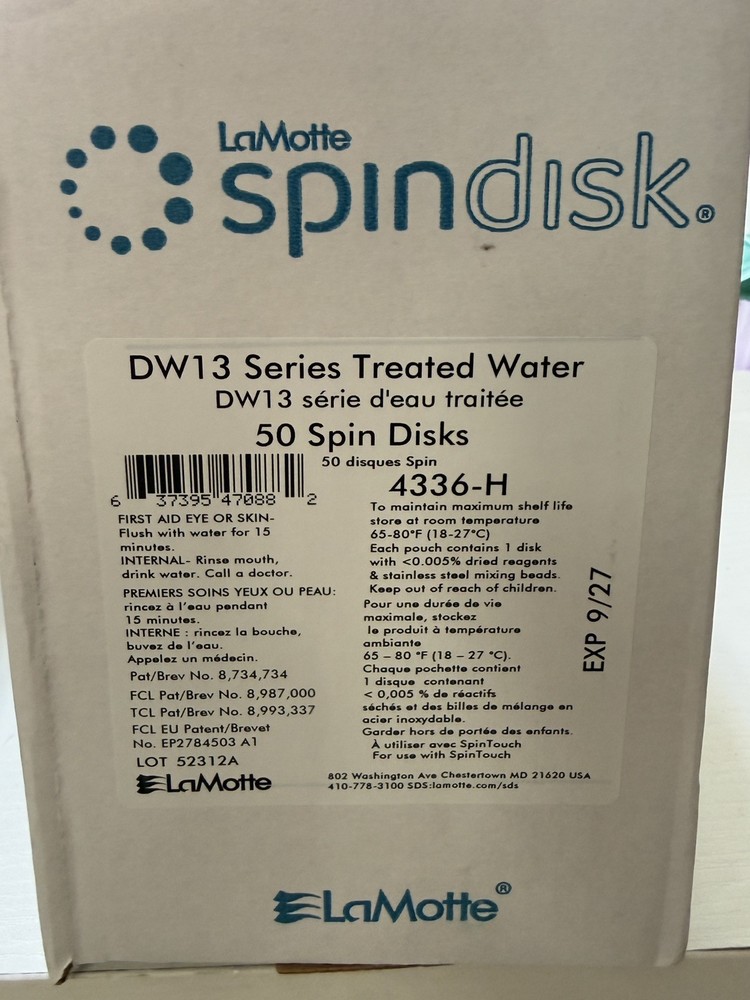 LaMotte
spindisk®
DW13 Series Treated Water
DW13 série d'eau traitée
50 Spin Disks
50 disques Spin
4336-H
6 37395 47088 2
FIRST AID EYE OR SKIN-
Flush with water for 15
minutes.
INTERNAL- Rinse mouth,
drink water. Call a doctor.
PREMIERS SOINS YEUX OU PEAU:
rincez à l'eau pendant
15 minutes.
INTERNE : rincez la bouche,
buvez de l'eau.
Appelez un médecin.
Pat/Brev No. 8,734,734
FCL Pat/Brev No. 8,987,000
TCL Pat/Brev No. 8,993,337
FCL EU Patent/Brevet
No. EP2784503 A1
LOT 52312A
LaMotte
To maintain maximum shelf life
store at room temperature
65-80°F (18-27°C)
Each pouch contains 1 disk
with <0.005% dried reagents
& stainless steel mixing beads.
Keep out of reach of children.
Pour une durée de vie
maximale, stockez
le produit à température
ambiante
65 – 80 °F (18 – 27 °C).
Chaque pochette contient
1 disque contenant
< 0,005 % de réactifs
séchés et des billes de mélange en
acier inoxydable.
Garder hors de portée des enfants.
À utiliser avec SpinTouch
For use with SpinTouch
802 Washington Ave Chestertown MD 21620 USA
410-778-3100 SDS:lamotte.com/sds
EXP 9/27
LaMotte®